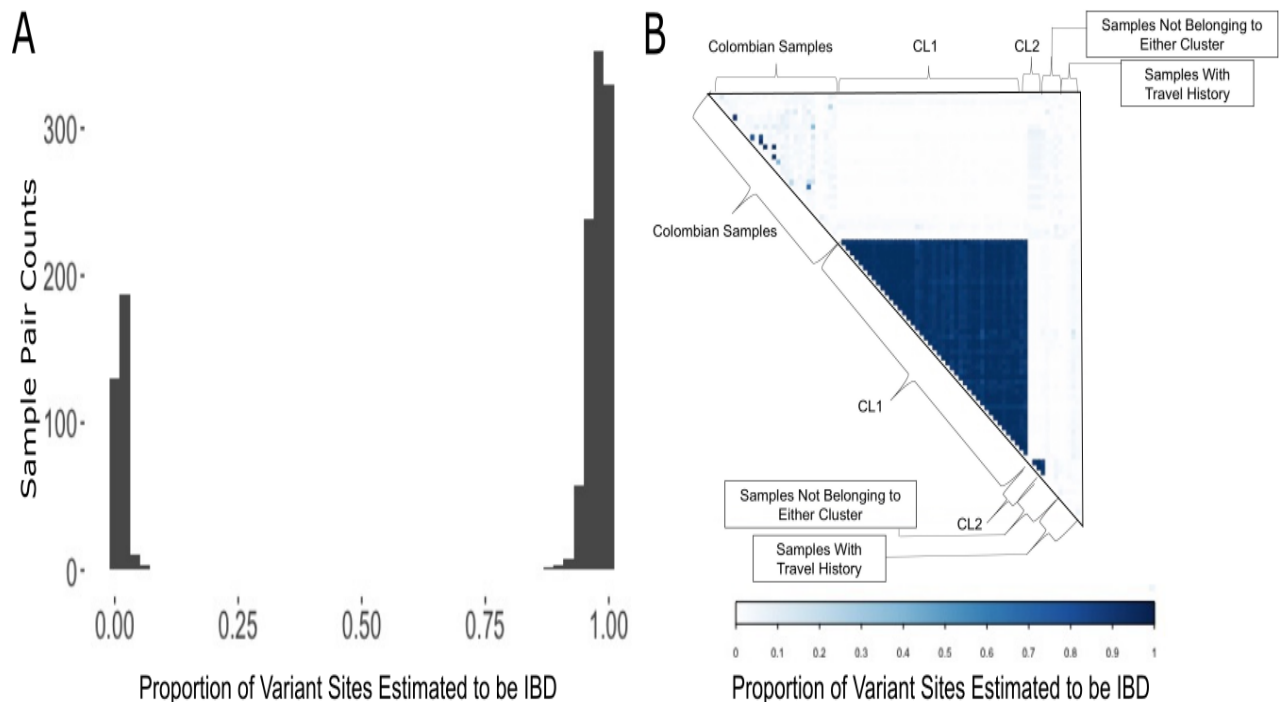 A
Sample Pair Counts
300
200
100
0
0.00 0.25 0.50 0.75 1.00
Proportion of Variant Sites Estimated to be IBD
B
Colombian Samples
CL1
CL2
Samples Not Belonging to
Either Cluster
Samples With
Travel History
Colombian Samples
CL1
Samples Not Belonging to
Either Cluster
CL2
Samples With
Travel History
0 0.1 0.2 0.3 0.4 0.5 0.6 0.7 0.8 0.9 1
Proportion of Variant Sites Estimated to be IBD